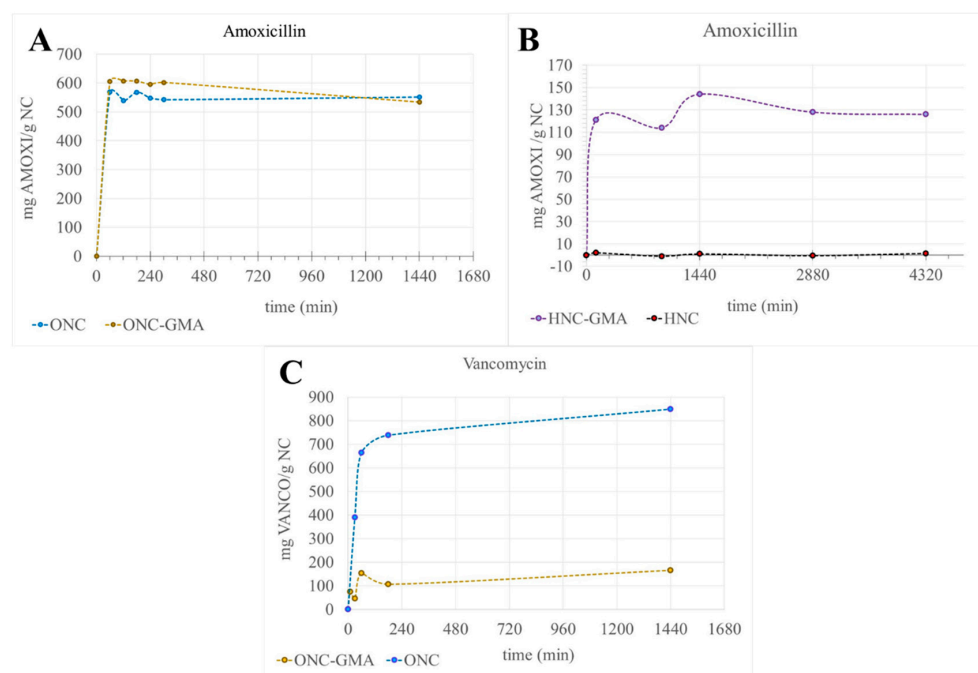 A
Amoxicillin
mg AMOXI/g NC
700
600
500
400
300
200
100
0
0 240 480 720 960 1200 1440 1680
time (min)
ONC ONC-GMA
B
Amoxicillin
mg AMOXI /g NC
170
150
130
110
90
70
50
30
10
-10
0 1440 2880 4320
time (min)
HNC-GMA HNC
C
Vancomycin
mg VANCO/g NC
900
800
700
600
500
400
300
200
100
0
0 240 480 720 960 1200 1440 1680
time (min)
ONC-GMA ONC